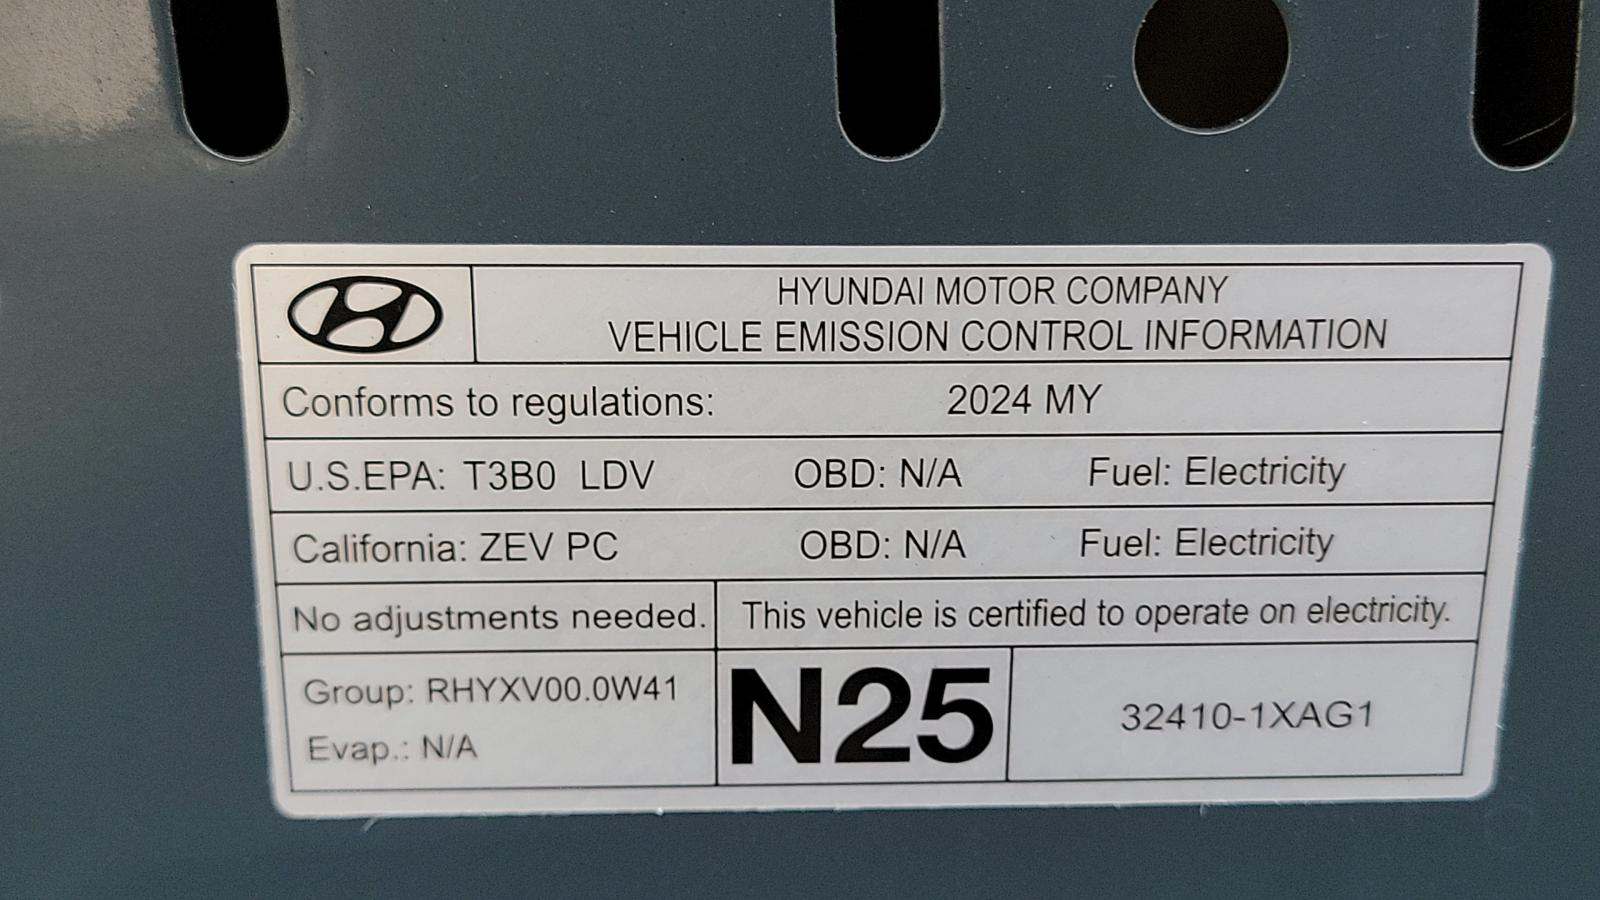 HYUNDAI MOTOR COMPANY
VEHICLE EMISSION CONTROL INFORMATION
Conforms to regulations: 2024 MY
U.S.EPA: T3B0 LDV OBD: N/A Fuel: Electricity
California: ZEV PC OBD: N/A Fuel: Electricity
No adjustments needed. This vehicle is certified to operate on electricity.
Group: RHYXV00.0W41
Evap.: N/A
N25
32410-1XAG1